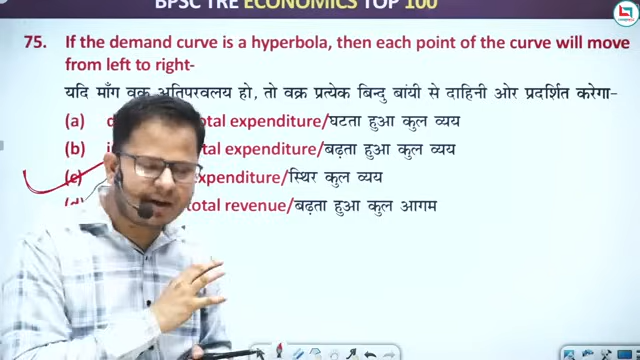 BPSC TRE ECONOMICS TOP 100
75. If the demand curve is a hyperbola, then each point of the curve will move
from left to right-
यदि माँग वक्र अतिपरवलय हो, तो वक्र प्रत्येक बिन्दु बांयी से दाहिनी ओर प्रदर्शित करेगा-
(a) total expenditure/घटता हुआ कुल व्यय
(b) total expenditure/बढ़ता हुआ कुल व्यय
(c) expenditure/स्थिर कुल व्यय
(d) total revenue/बढ़ता हुआ कुल आगम